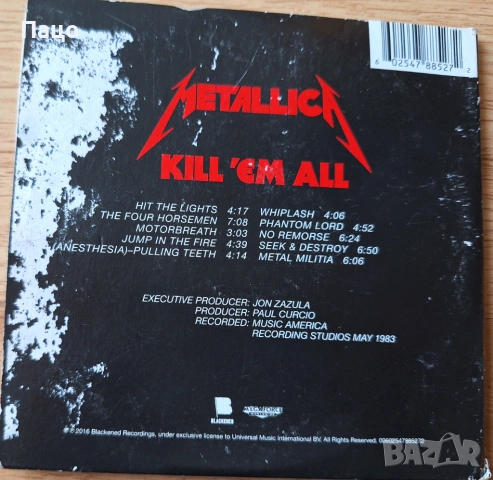 Пацо
6 02547 88527 2
METALLICA
KILL 'EM ALL
HIT THE LIGHTS 4:17
THE FOUR HORSEMEN 7:08
MOTORBREATH 3:03
JUMP IN THE FIRE 4:39
(ANESTHESIA)–PULLING TEETH 4:14
WHIPLASH 4:06
PHANTOM LORD 4:52
NO REMORSE 6:24
SEEK & DESTROY 6:50
METAL MILITIA 6:06
EXECUTIVE PRODUCER: JON ZAZULA
PRODUCER: PAUL CURCIO
RECORDED: MUSIC AMERICA
RECORDING STUDIOS MAY 1983
B
BLACKENED
MEGAFORCE
℗ © 2016 Blackened Recordings, under exclusive license to Universal Music International BV. All Rights Reserved.
BAZAR
bg